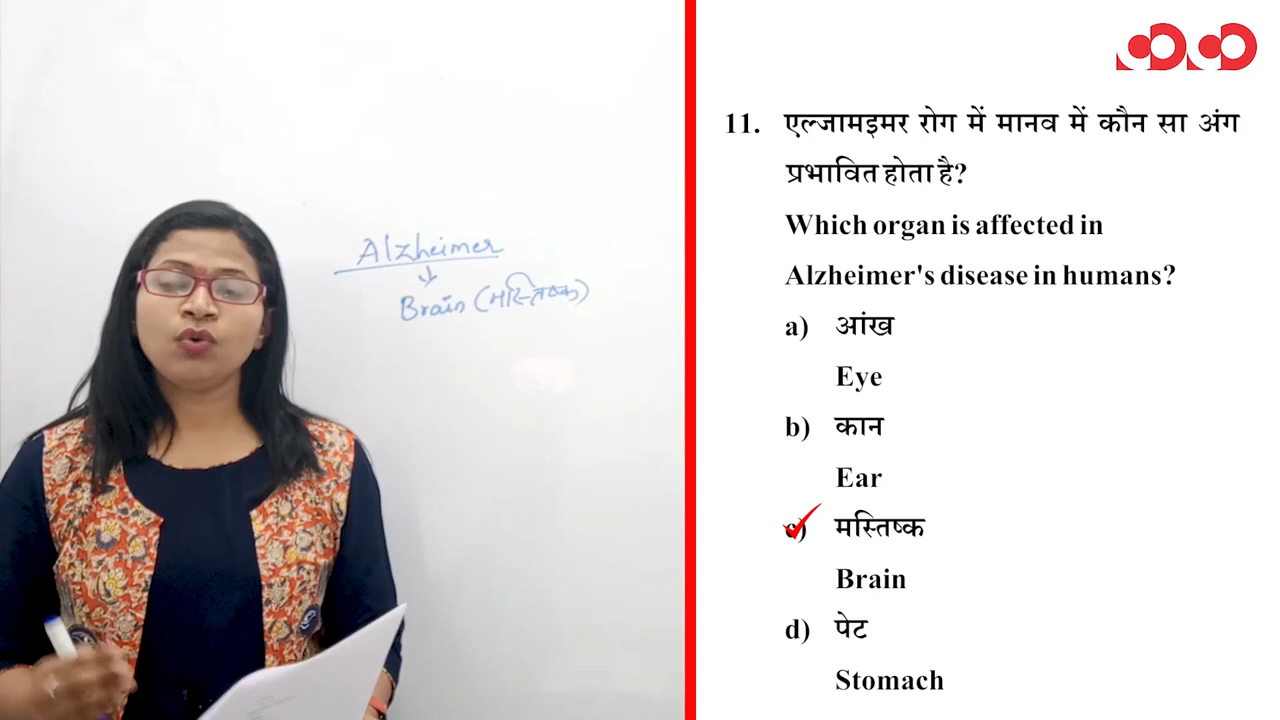 Alzheimer
↓
Brain (मस्तिष्क)
11. एल्जामइमर रोग में मानव में कौन सा अंग
प्रभावित होता है?
Which organ is affected in
Alzheimer's disease in humans?
a) आंख
Eye
b) कान
Ear
c) मस्तिष्क
Brain
d) पेट
Stomach